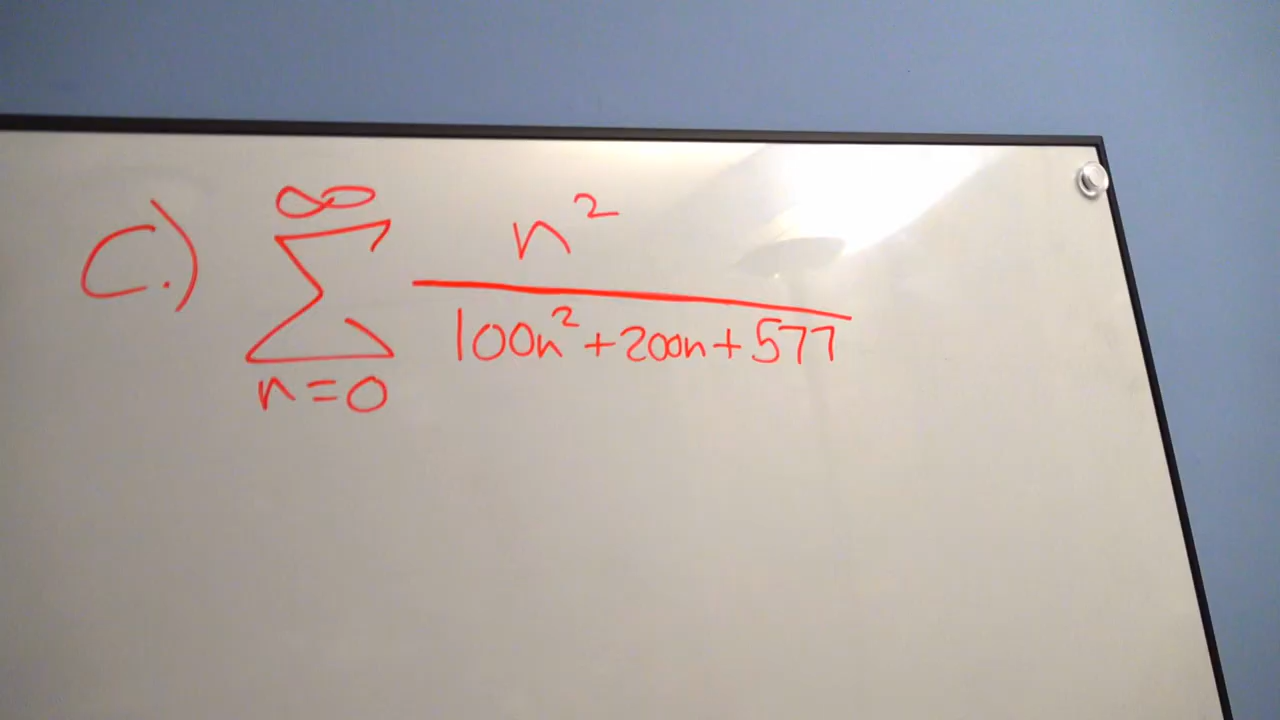 C.) ∞ n²
Σ
100n² + 200n + 577
n = 0